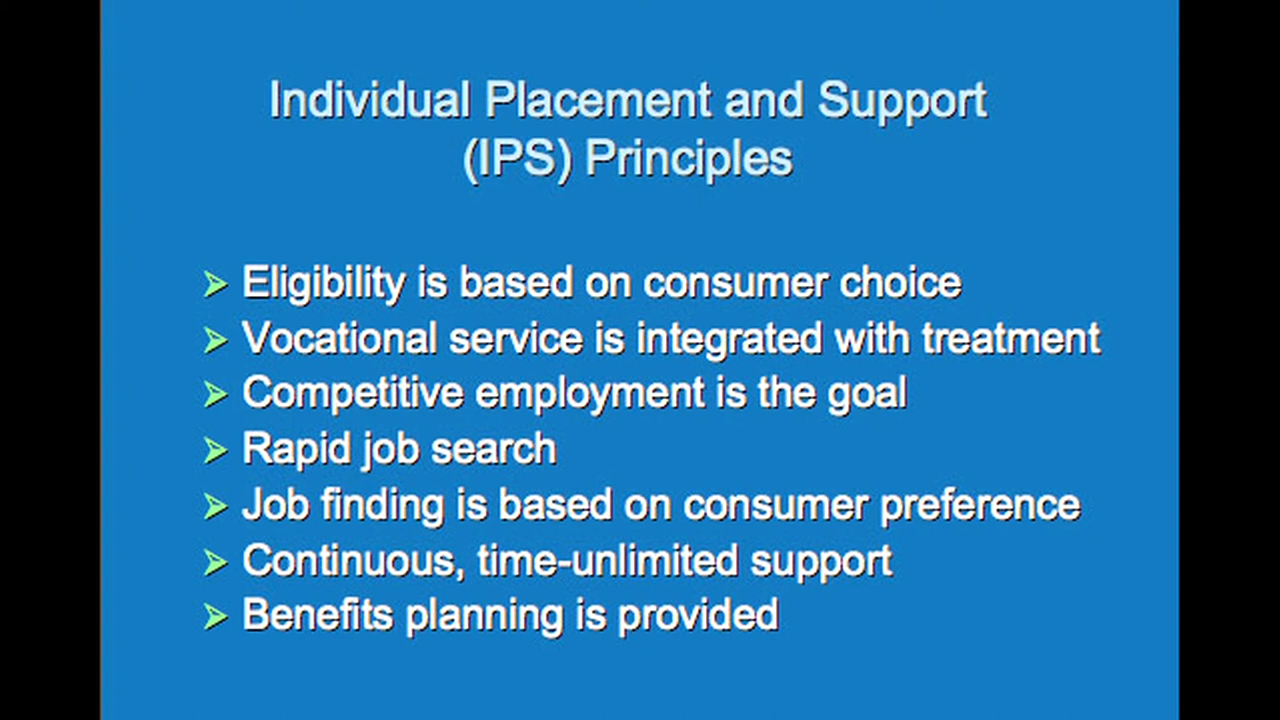 Individual Placement and Support
(IPS) Principles
Eligibility is based on consumer choice
Vocational service is integrated with treatment
Competitive employment is the goal
Rapid job search
Job finding is based on consumer preference
Continuous, time-unlimited support
Benefits planning is provided